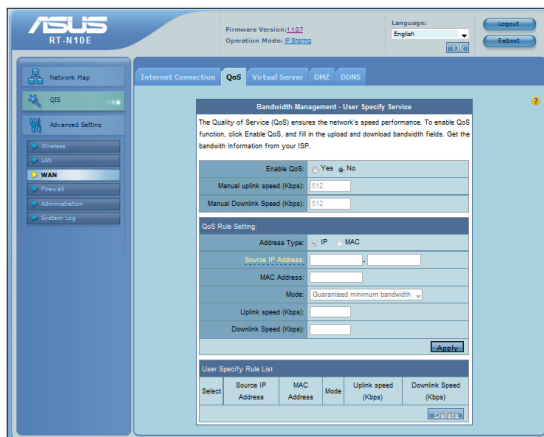 ASUS
RT-N10E
Firmware Version:1.1.0.7
Operation Mode: IP Sharing
Language:
English
Logout
Reboot
Network Map
QIS
Advanced Setting
Wireless
LAN
WAN
Firewall
Administration
System Log
Internet Connection
QoS
Virtual Server
DMZ
DDNS
Bandwidth Management - User Specify Service
The Quality of Service (QoS) ensures the network's speed performance. To enable QoS
function, click Enable QoS, and fill in the upload and download bandwidth fields. Get the
bandwith information from your ISP.
Enable QoS: Yes No
Manual uplink speed (Kbps): 512
Manual Downlink Speed (Kbps): 512
QoS Rule Setting:
Address Type: IP MAC
Source IP Address: -
MAC Address:
Mode: Guaranteed minimum bandwidth
Uplink speed (Kbps):
Downlink Speed (Kbps):
Apply
User Specify Rule List
Select Source IP Address MAC Address Mode Uplink speed (Kbps) Downlink Speed (Kbps)
Delete